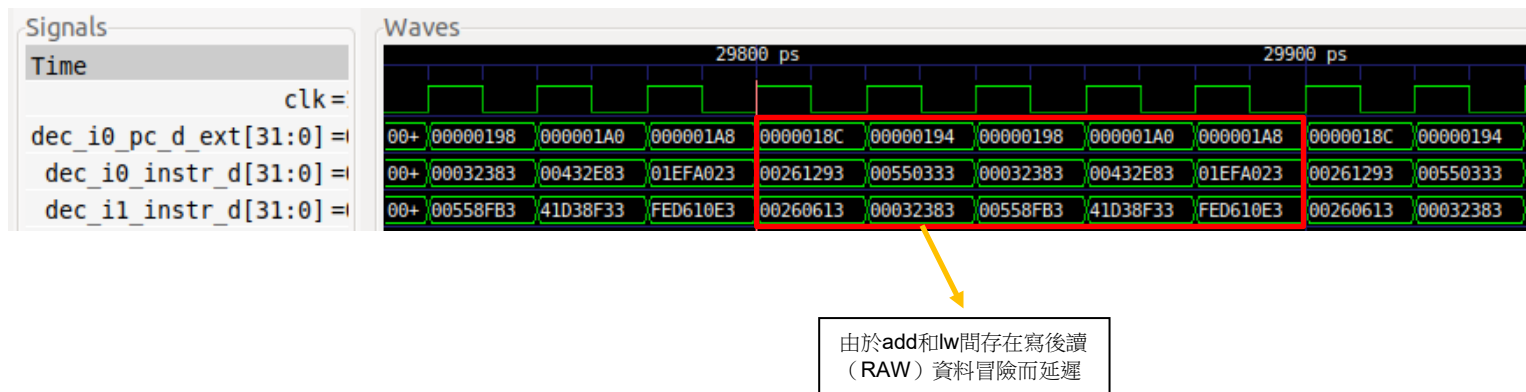 Signals
Waves
29800 ps
29900 ps
Time
clk=
dec_i0_pc_d_ext[31:0]=
00+ 00000198 000001A0 000001A8 0000018C 00000194 00000198 000001A0 000001A8 0000018C 00000194
dec_i0_instr_d[31:0]=
00+ 00032383 00432E83 01EFA023 00261293 00550333 00032383 00432E83 01EFA023 00261293 00550333
dec_i1_instr_d[31:0]=
00+ 00558FB3 41D38F33 FED610E3 00260613 00032383 00558FB3 41D38F33 FED610E3 00260613 00032383
由於add和lw間存在寫後讀
（RAW）資料冒險而延遲